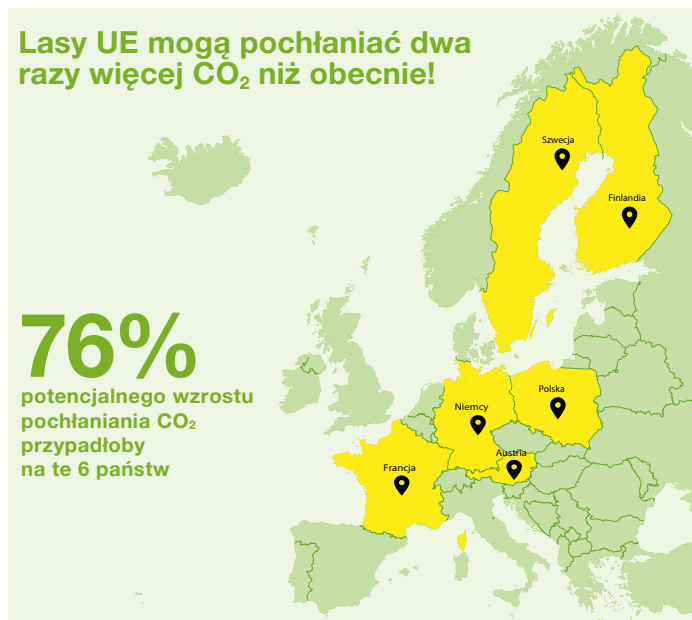 Lasy UE mogą pochłaniać dwa
razy więcej CO₂ niż obecnie!
Szwecja
Finlandia
76%
potencjalnego wzrostu
pochłaniania CO₂
przypadłoby
na te 6 państw
Polska
Niemcy
Austria
Francja